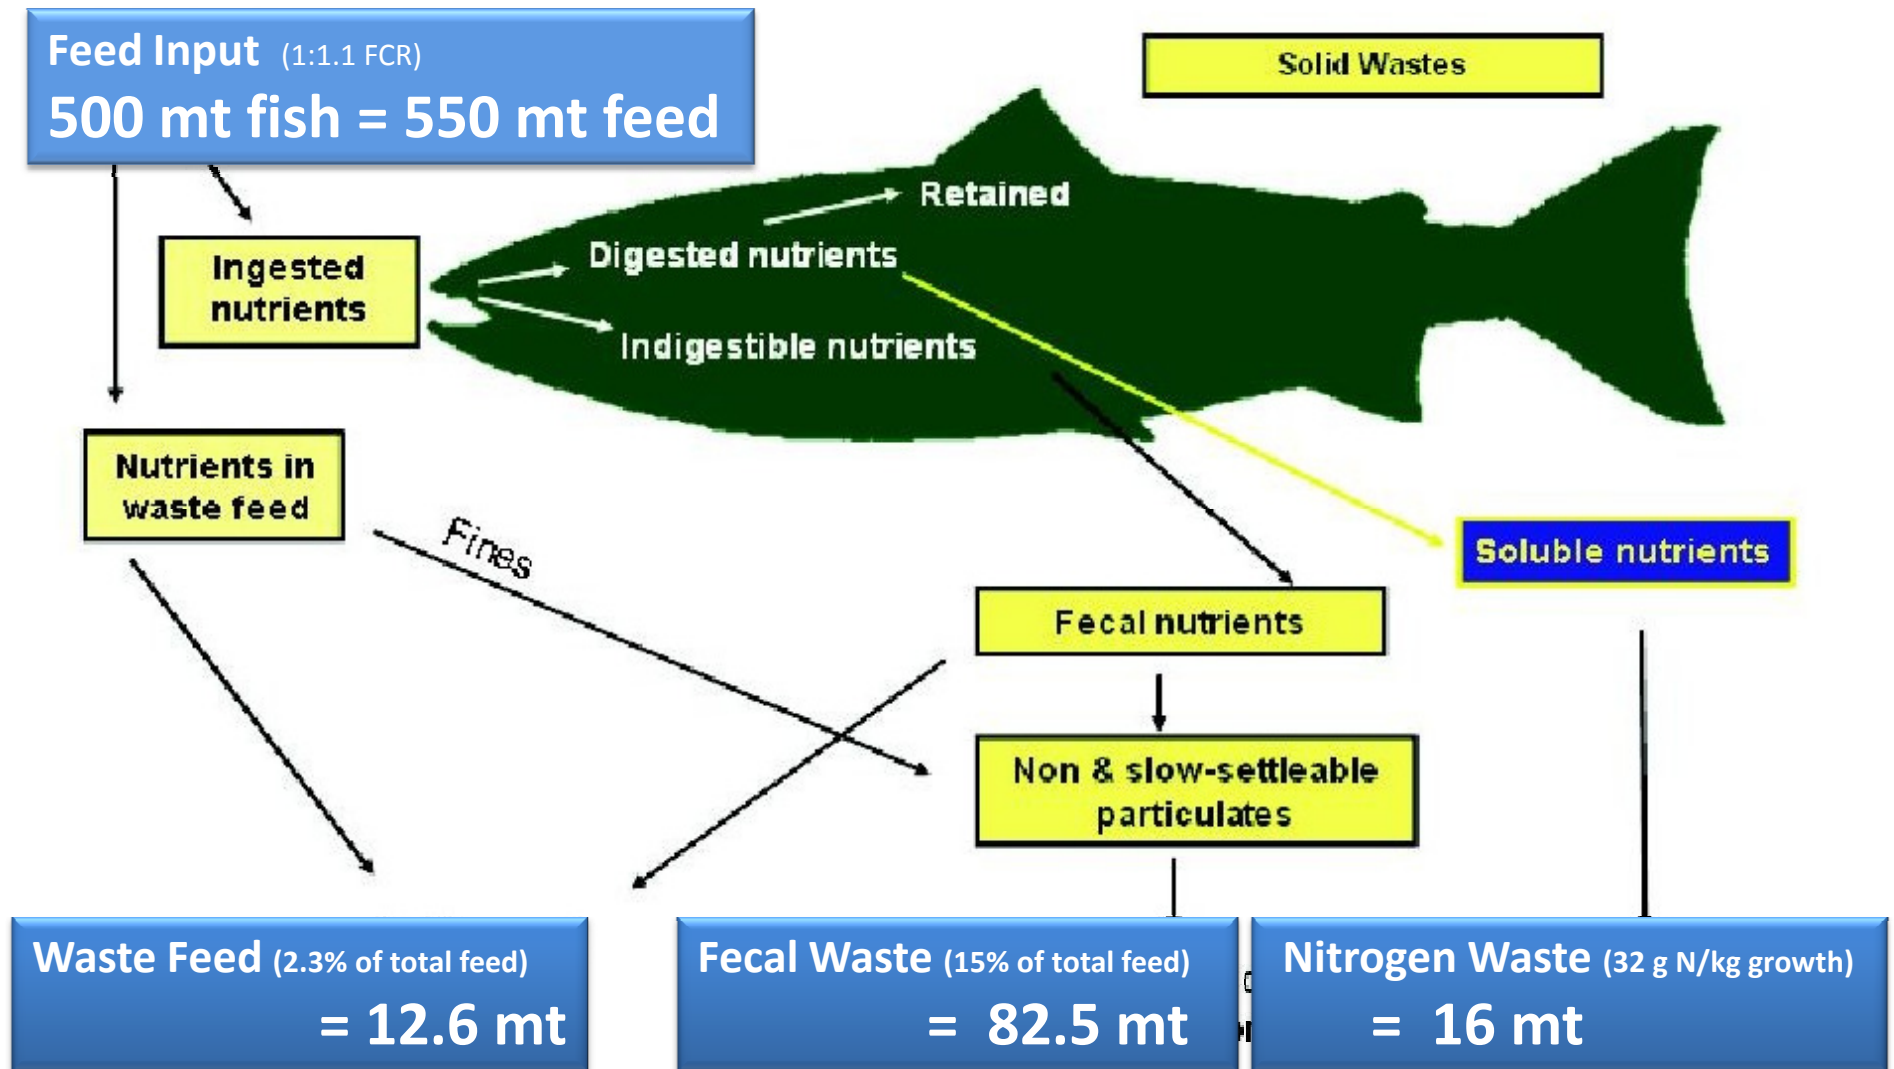 Feed Input (1:1.1 FCR)
500 mt fish = 550 mt feed
Solid Wastes
Retained
Digested nutrients
Ingested
nutrients
Indigestible nutrients
Nutrients in
waste feed
Fines
Soluble nutrients
Fecal nutrients
Non & slow-settleable
particulates
Waste Feed (2.3% of total feed)
= 12.6 mt
Fecal Waste (15% of total feed)
= 82.5 mt
Nitrogen Waste (32 g N/kg growth)
= 16 mt